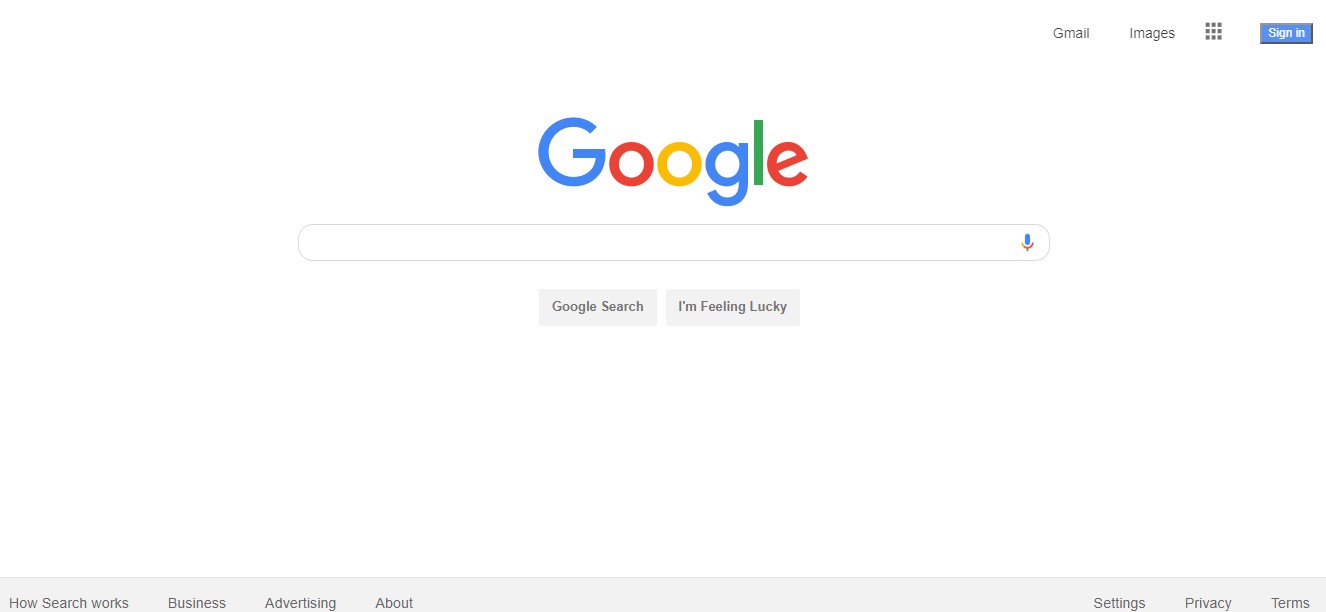 Gmail Images Sign in
Google
Google Search I'm Feeling Lucky
How Search works Business Advertising About Settings Privacy Terms